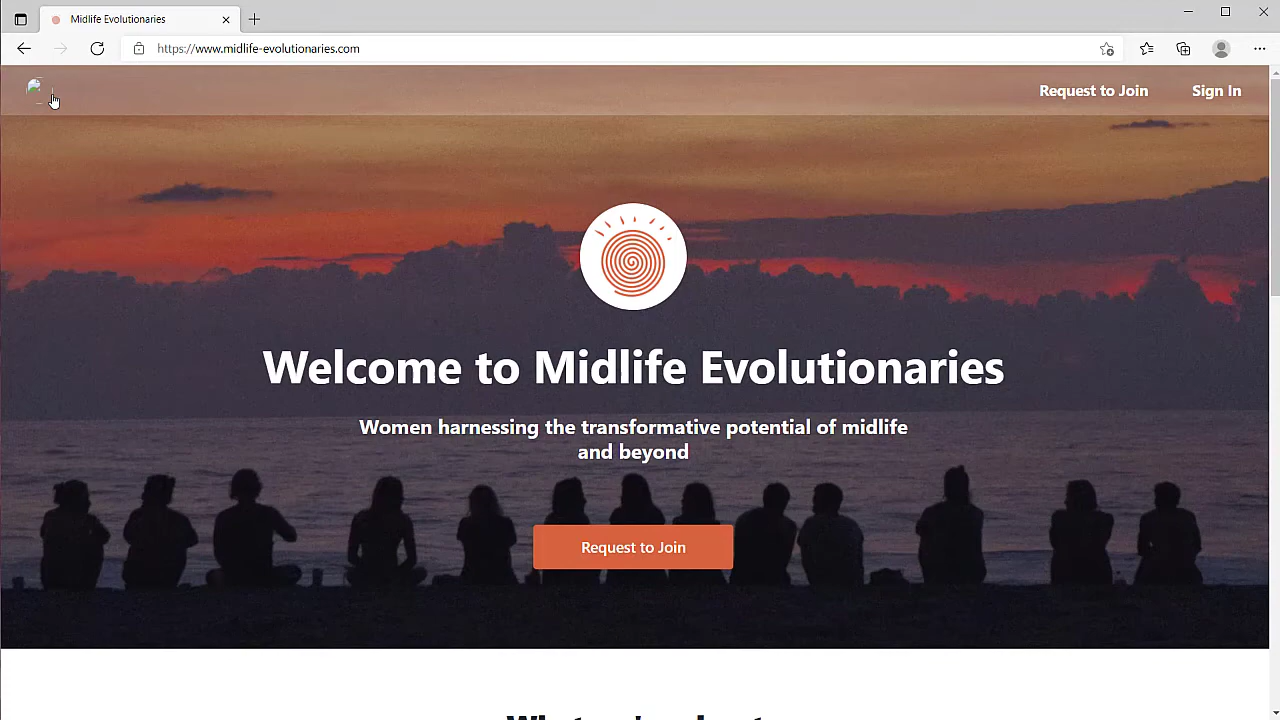 Midlife Evolutionaries
https://www.midlife-evolutionaries.com
Request to Join
Sign In
Welcome to Midlife Evolutionaries
Women harnessing the transformative potential of midlife
and beyond
Request to Join